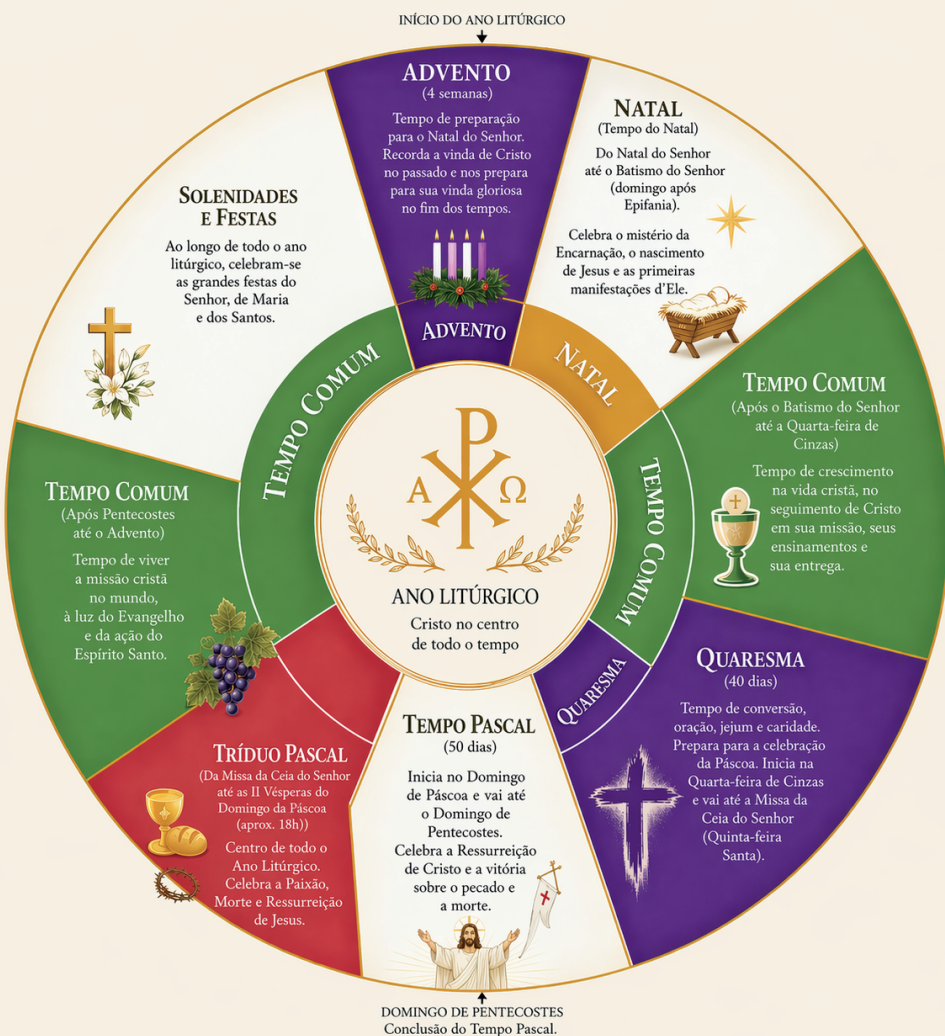 INÍCIO DO ANO LITÚRGICO
ADVENTO
(4 semanas)
Tempo de preparação
para o Natal do Senhor.
Recorda a vinda de Cristo
no passado e nos prepara
para sua vinda gloriosa
no fim dos tempos.
NATAL
(Tempo do Natal)
Do Natal do Senhor
até o Batismo do Senhor
(domingo após
Epifania).
Celebra o mistério da
Encarnação, o nascimento
de Jesus e as primeiras
manifestações d’Ele.
TEMPO COMUM
(Após o Batismo do Senhor
até a Quarta-feira de
Cinzas)
Tempo de crescimento
na vida cristã, no
seguimento de Cristo
em sua missão, seus
ensinamentos e
sua entrega.
QUARESMA
(40 dias)
Tempo de conversão,
oração, jejum e caridade.
Prepara para a celebração
da Páscoa. Inicia na
Quarta-feira de Cinzas
e vai até a Missa da
Ceia do Senhor
(Quinta-feira
Santa).
TEMPO PASCAL
(50 dias)
Inicia no Domingo
de Páscoa e vai até
o Domingo de
Pentecostes.
Celebra a Ressurreição
de Cristo e a vitória
sobre o pecado e
a morte.
TRÍDUO PASCAL
(Da Missa da Ceia do Senhor
até as II Vésperas do
Domingo da Páscoa
(aprox. 18h))
Centro de todo o
Ano Litúrgico.
Celebra a Paixão,
Morte e Ressurreição
de Jesus.
TEMPO COMUM
(Após Pentecostes
até o Advento)
Tempo de viver
a missão cristã
no mundo,
à luz do Evangelho
e da ação do
Espírito Santo.
SOLENIDADES
E FESTAS
Ao longo de todo o ano
litúrgico, celebram-se
as grandes festas do
Senhor, de Maria
e dos Santos.
ADVENTO
NATAL
TEMPO COMUM
QUARESMA
TEMPO COMUM
Α Ω
ANO LITÚRGICO
Cristo no centro
de todo o tempo
DOMINGO DE PENTECOSTES
Conclusão do Tempo Pascal.